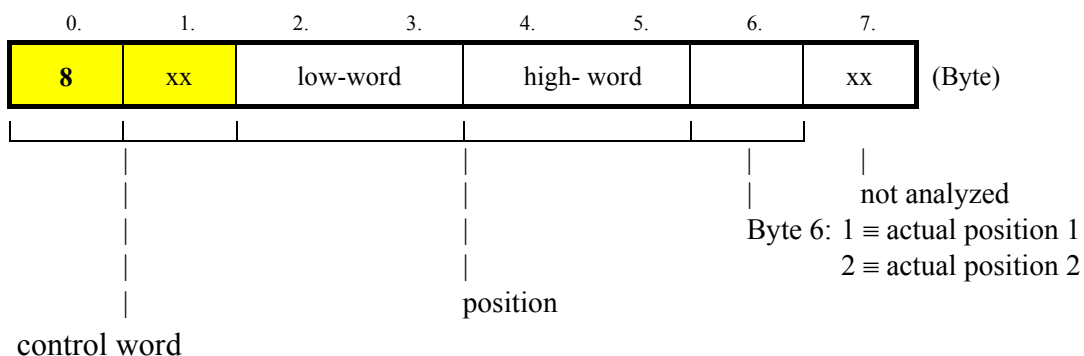 0. 1. 2. 3. 4. 5. 6. 7.
8 xx low-word high- word xx (Byte)
not analyzed
Byte 6: 1 ≡ actual position 1
2 ≡ actual position 2
position
control word